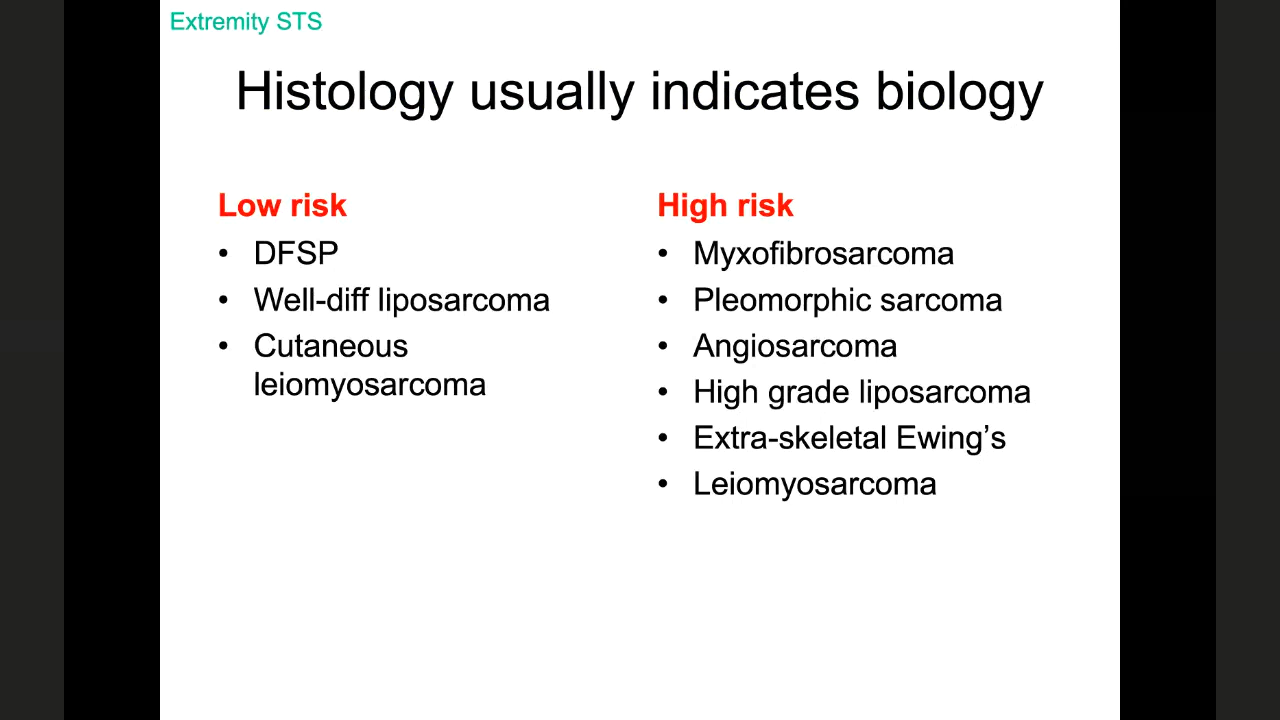 Extremity STS
Histology usually indicates biology
Low risk
• DFSP
• Well-diff liposarcoma
• Cutaneous
leiomyosarcoma
High risk
• Myxofibrosarcoma
• Pleomorphic sarcoma
• Angiosarcoma
• High grade liposarcoma
• Extra-skeletal Ewing’s
• Leiomyosarcoma